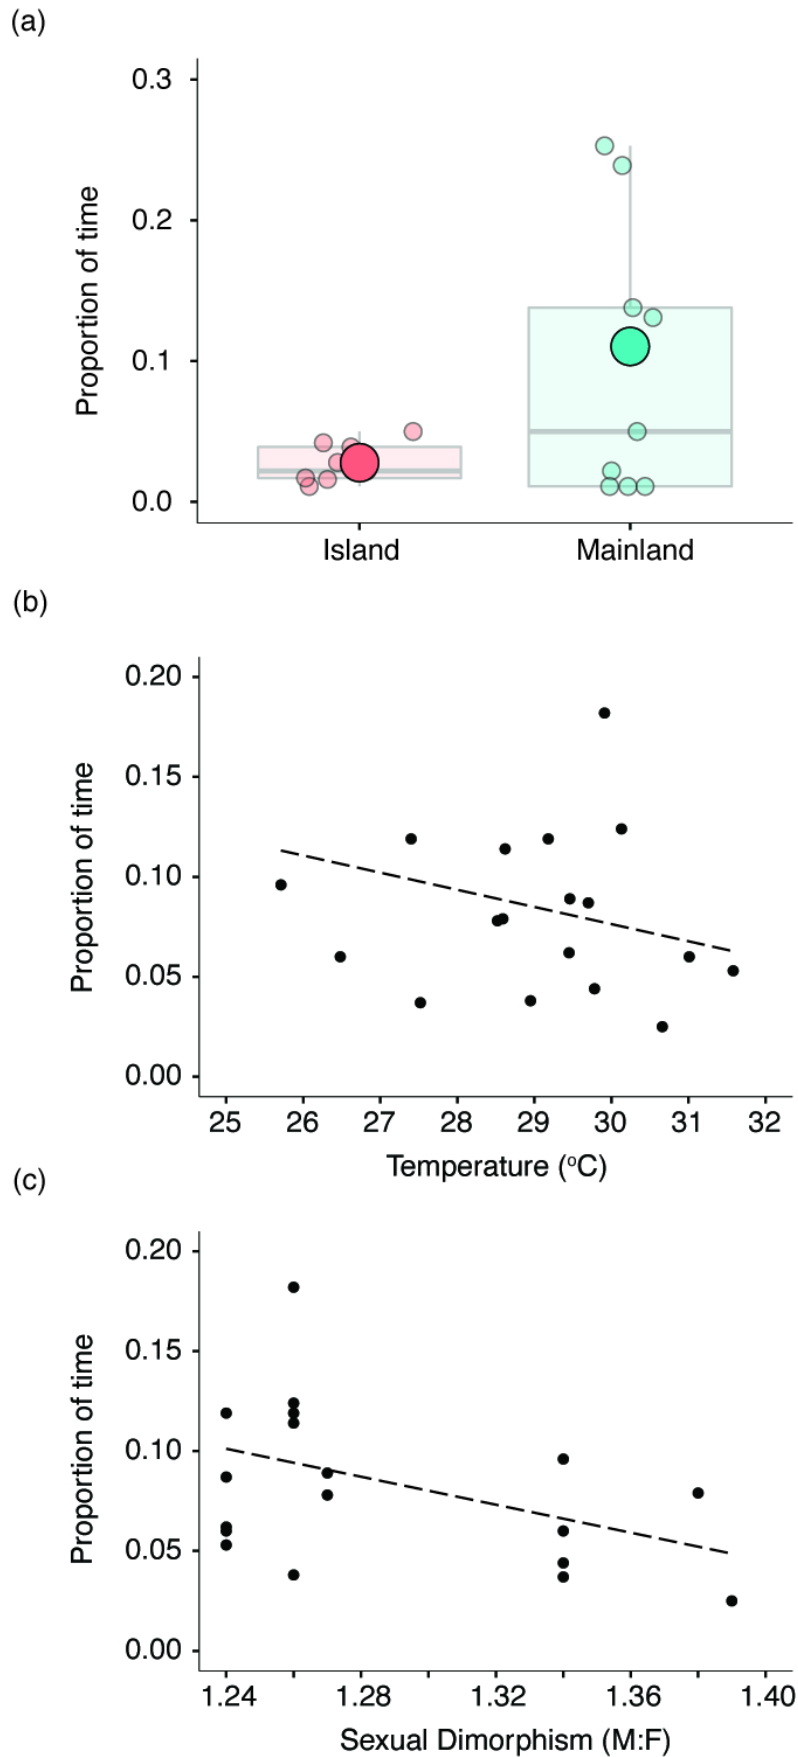 (a)
0.3
0.2
0.1
0.0
Proportion of time
Island Mainland
(b)
0.20
0.15
0.10
0.05
0.00
Proportion of time
25 26 27 28 29 30 31 32
Temperature (°C)
(c)
0.20
0.15
0.10
0.05
0.00
Proportion of time
1.24 1.28 1.32 1.36 1.40
Sexual Dimorphism (M:F)